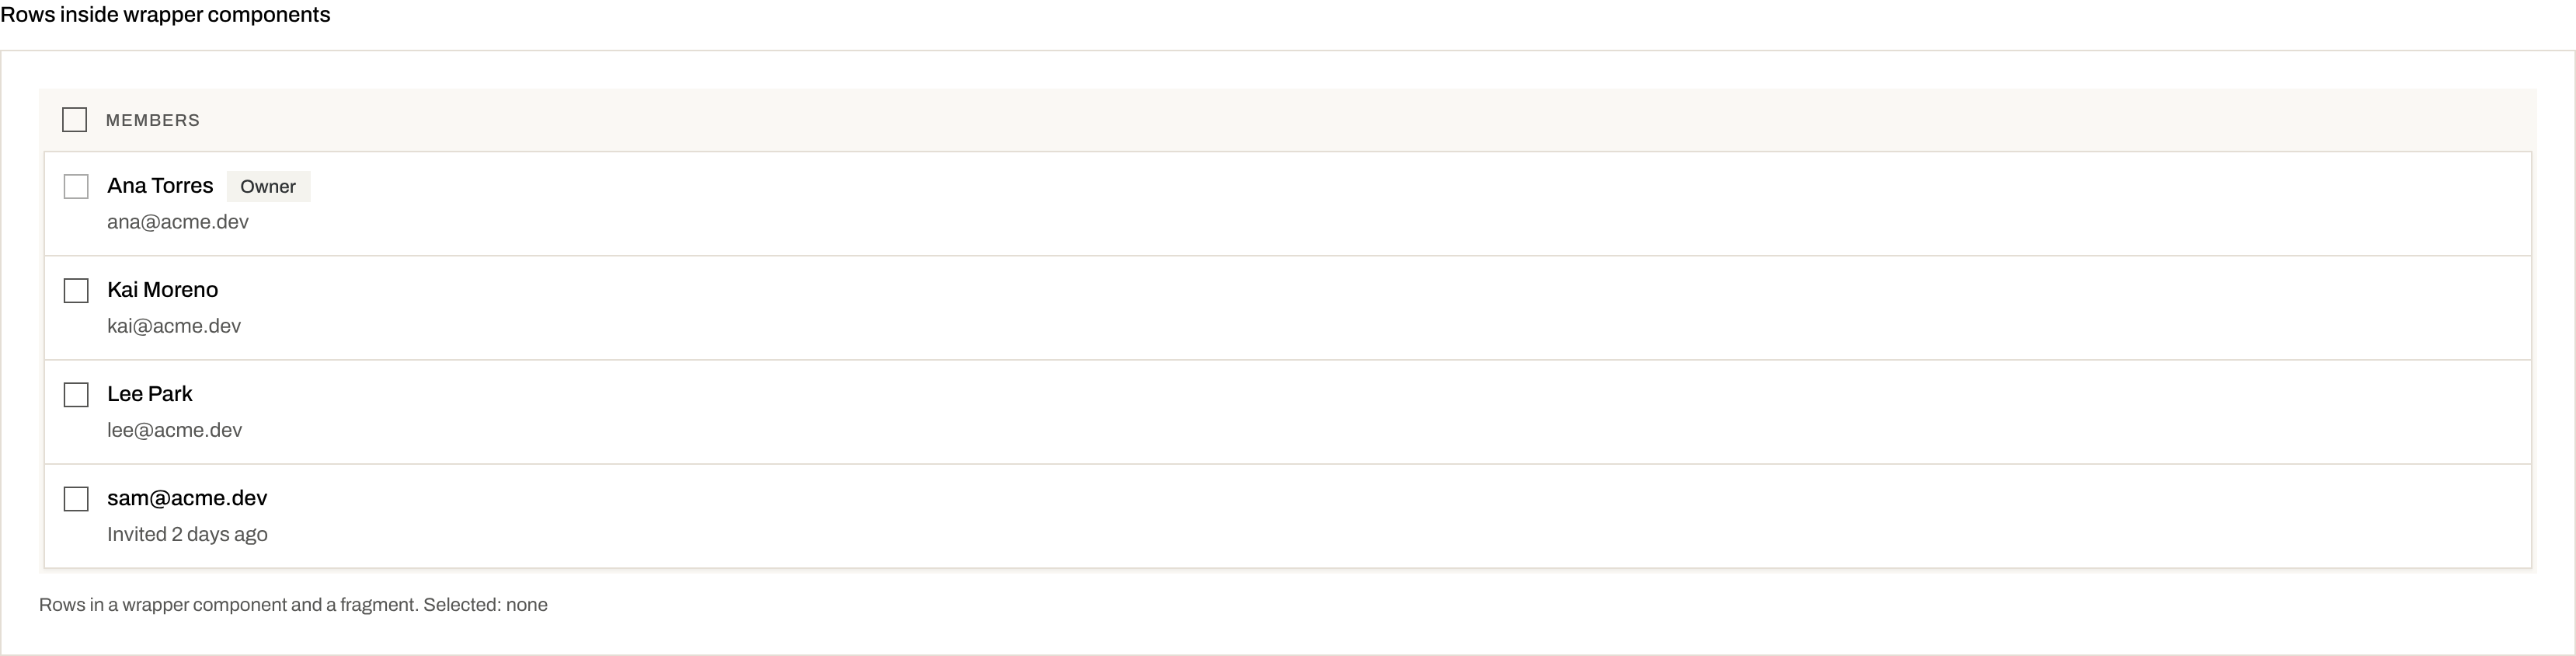 Rows inside wrapper components
MEMBERS
Ana Torres Owner
ana@acme.dev
Kai Moreno
kai@acme.dev
Lee Park
lee@acme.dev
sam@acme.dev
Invited 2 days ago
Rows in a wrapper component and a fragment. Selected: none